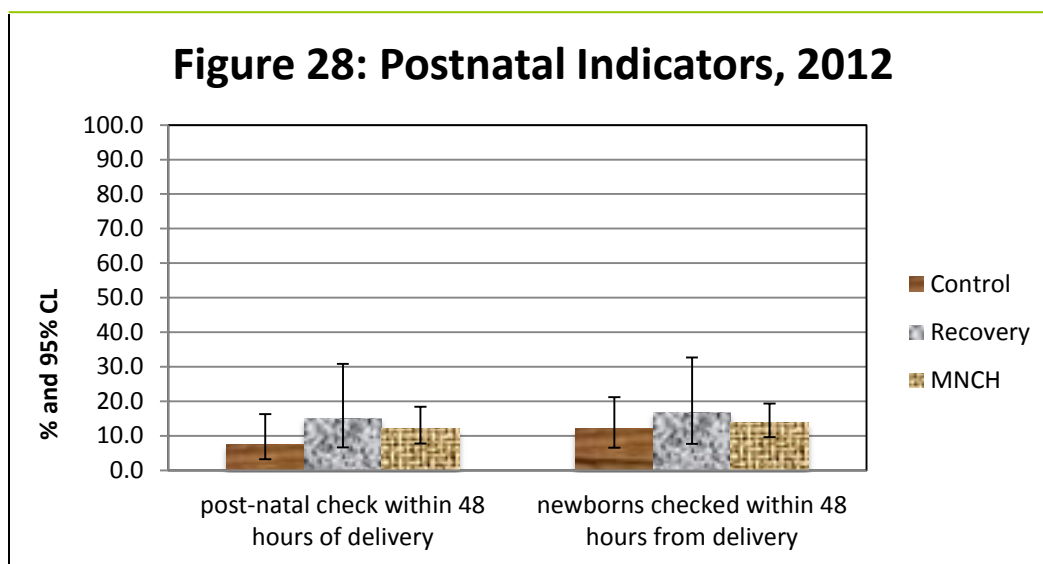 Figure 28: Postnatal Indicators, 2012
% and 95% CL
100.0
90.0
80.0
70.0
60.0
50.0
40.0
30.0
20.0
10.0
0.0
post-natal check within 48
hours of delivery
newborns checked within 48
hours from delivery
Control
Recovery
MNCH